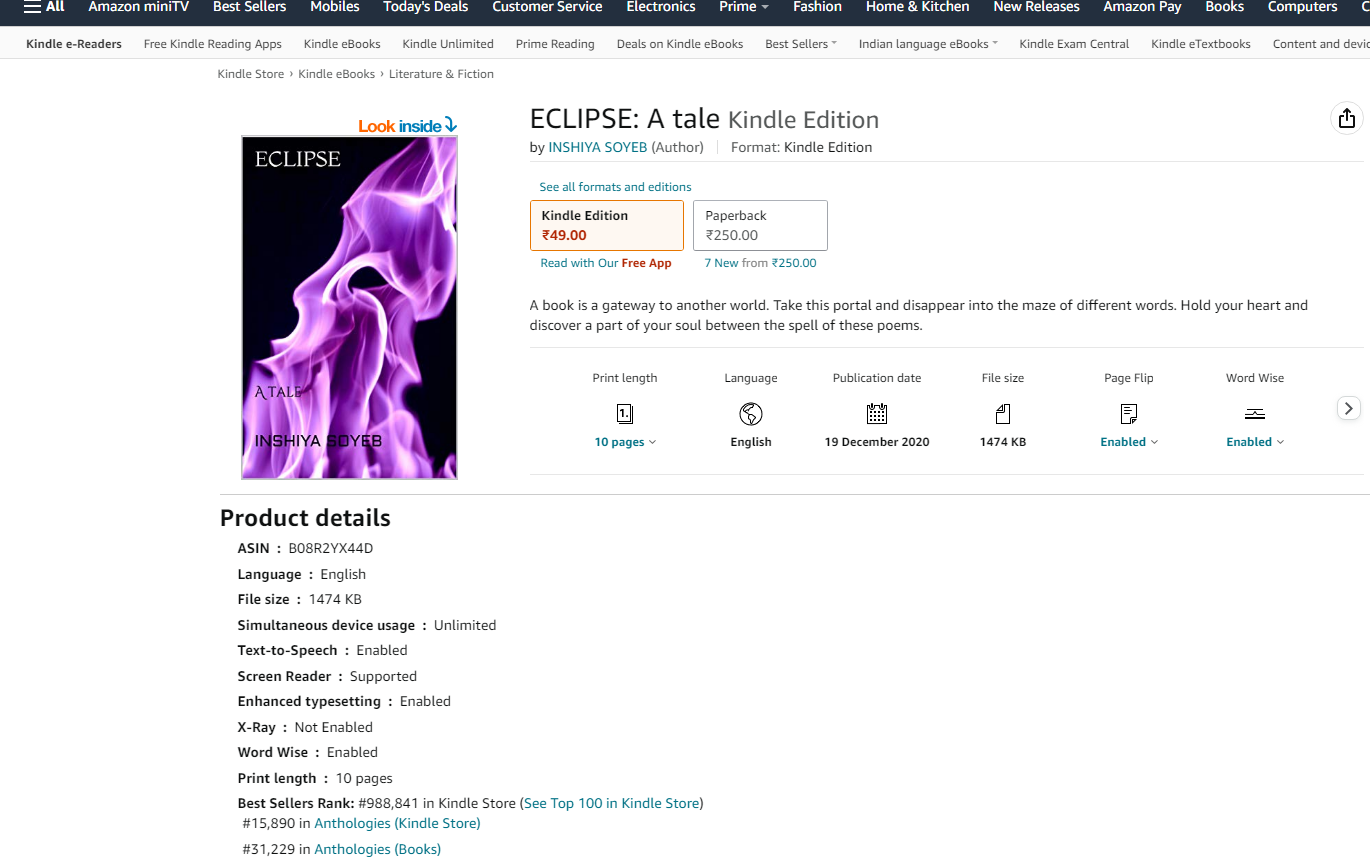 All Amazon miniTV Best Sellers Mobiles Today's Deals Customer Service Electronics Prime Fashion Home & Kitchen New Releases Amazon Pay Books Computers
Kindle e-Readers Free Kindle Reading Apps Kindle eBooks Kindle Unlimited Prime Reading Deals on Kindle eBooks Best Sellers Indian language eBooks Kindle Exam Central Kindle eTextbooks Content and devic
Kindle Store › Kindle eBooks › Literature & Fiction
Look inside
ECLIPSE
A TALE
INSHIYA SOYEB
ECLIPSE: A tale Kindle Edition
by INSHIYA SOYEB (Author) Format: Kindle Edition
See all formats and editions
Kindle Edition
₹49.00
Paperback
₹250.00
Read with Our Free App
7 New from ₹250.00
A book is a gateway to another world. Take this portal and disappear into the maze of different words. Hold your heart and
discover a part of your soul between the spell of these poems.
Print length Language Publication date File size Page Flip Word Wise
1.
10 pages English 19 December 2020 1474 KB Enabled Enabled
Product details
ASIN : B08R2YX44D
Language : English
File size : 1474 KB
Simultaneous device usage : Unlimited
Text-to-Speech : Enabled
Screen Reader : Supported
Enhanced typesetting : Enabled
X-Ray : Not Enabled
Word Wise : Enabled
Print length : 10 pages
Best Sellers Rank: #988,841 in Kindle Store (See Top 100 in Kindle Store)
#15,890 in Anthologies (Kindle Store)
#31,229 in Anthologies (Books)